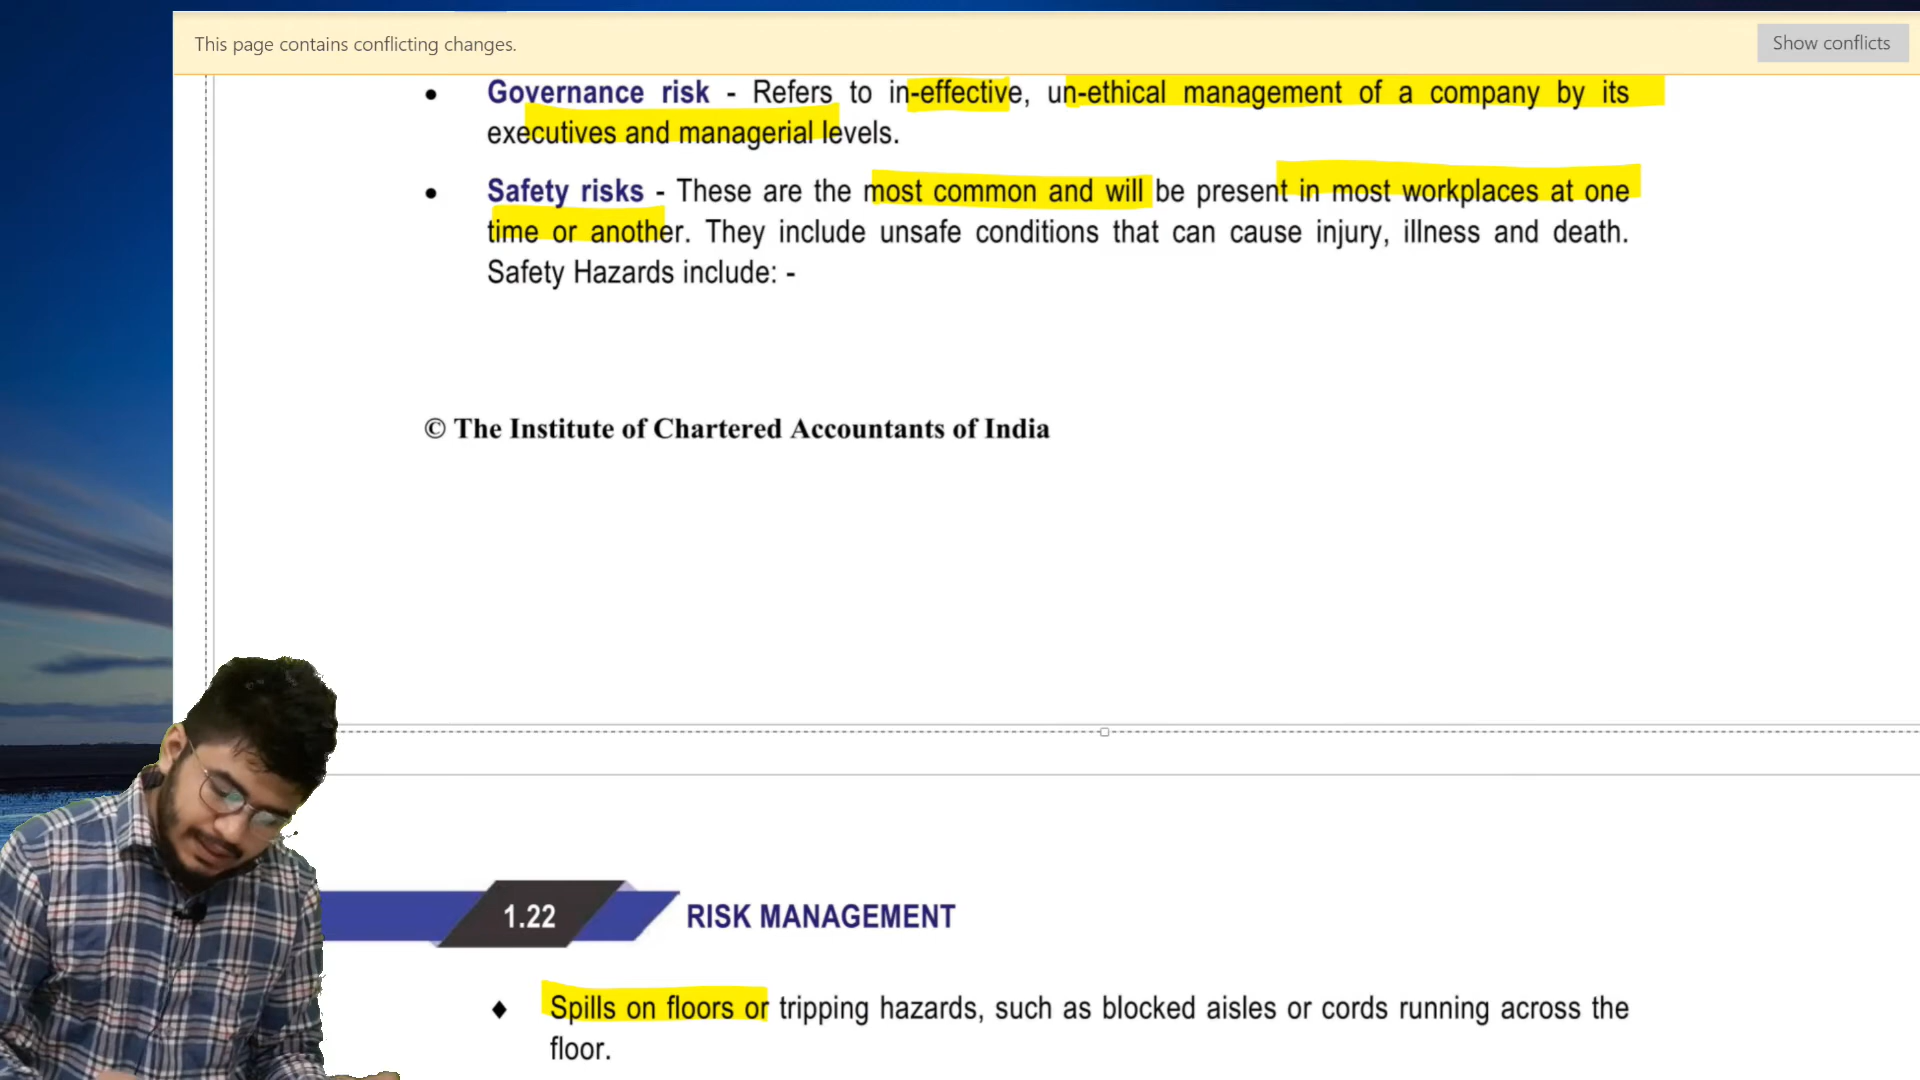 This page contains conflicting changes.
Show conflicts
• Governance risk - Refers to in-effective, un-ethical management of a company by its
executives and managerial levels.
• Safety risks - These are the most common and will be present in most workplaces at one
time or another. They include unsafe conditions that can cause injury, illness and death.
Safety Hazards include: -
© The Institute of Chartered Accountants of India
1.22 RISK MANAGEMENT
♦ Spills on floors or tripping hazards, such as blocked aisles or cords running across the
floor.